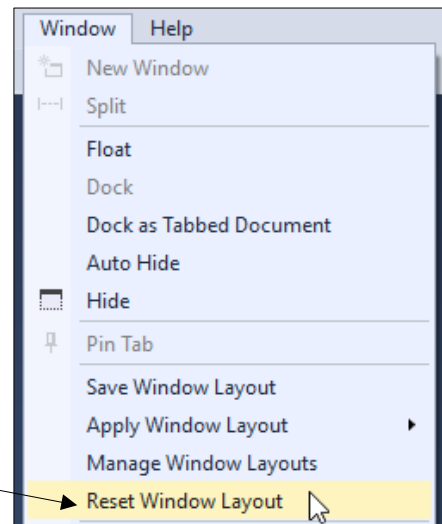 Window Help
New Window
Split
Float
Dock
Dock as Tabbed Document
Auto Hide
Hide
Pin Tab
Save Window Layout
Apply Window Layout
Manage Window Layouts
Reset Window Layout